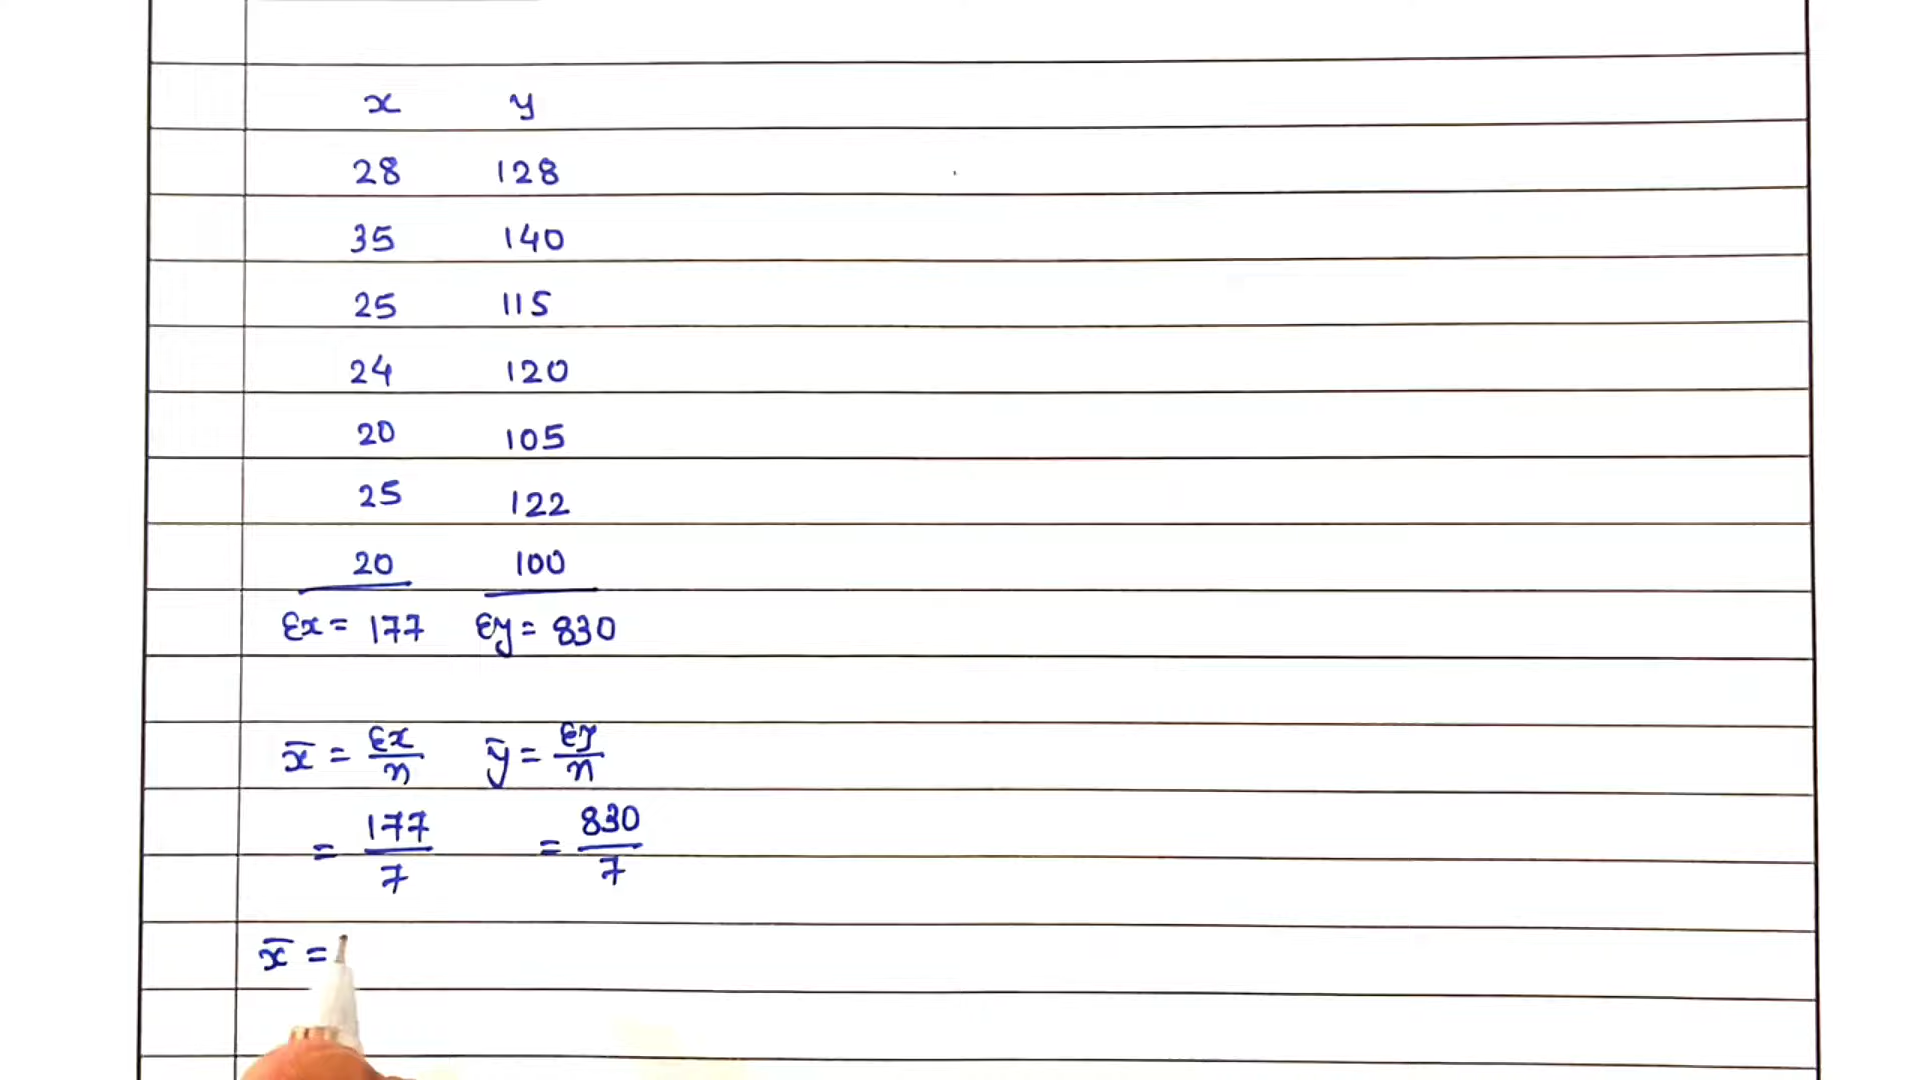 x y
28 128
35 140
25 115
24 120
20 105
25 122
20 100
Σx = 177 Σy = 830
x̄ = Σx/n ȳ = Σy/n
= 177/7 = 830/7
x̄ =